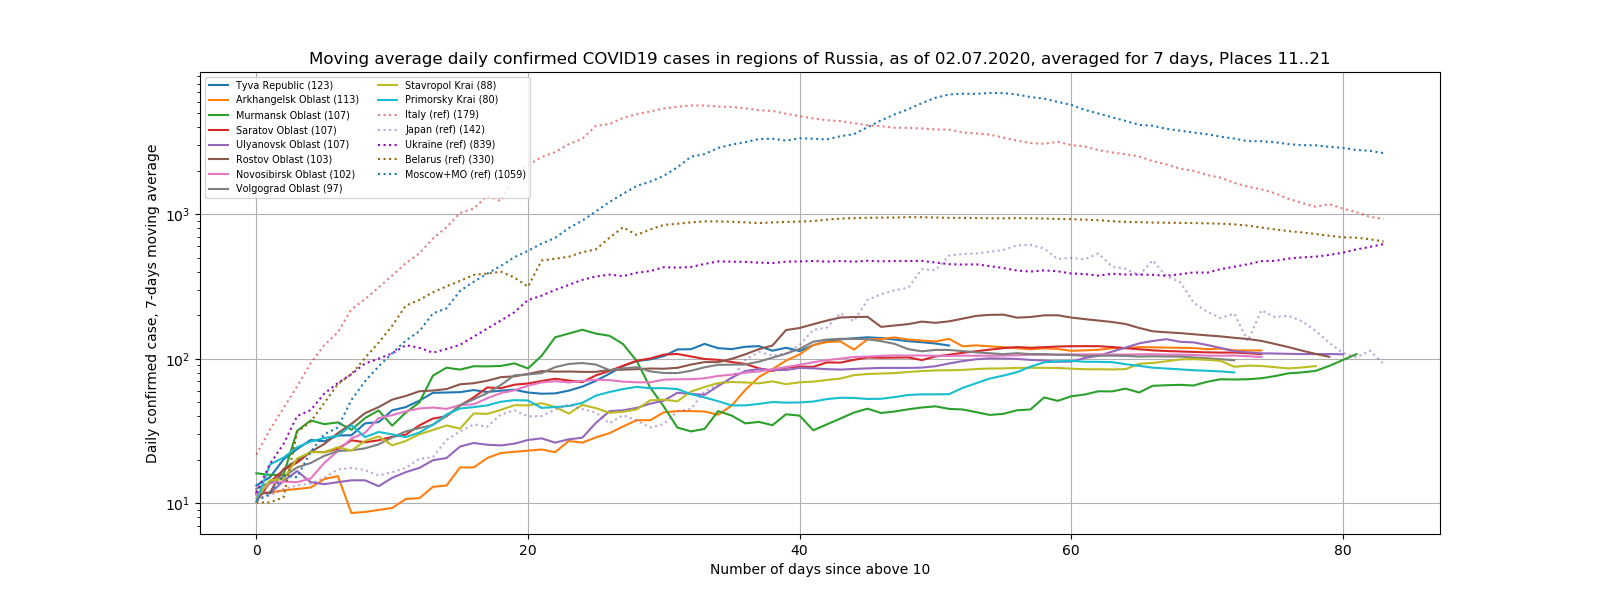 Moving average daily confirmed COVID19 cases in regions of Russia, as of 02.07.2020, averaged for 7 days, Places 11..21
Tyva Republic (123)
Arkhangelsk Oblast (113)
Murmansk Oblast (107)
Saratov Oblast (107)
Ulyanovsk Oblast (107)
Rostov Oblast (103)
Novosibirsk Oblast (102)
Volgograd Oblast (97)
Stavropol Krai (88)
Primorsky Krai (80)
Italy (ref) (179)
Japan (ref) (142)
Ukraine (ref) (839)
Belarus (ref) (330)
Moscow+MO (ref) (1059)
Daily confirmed case, 7-days moving average
10³
10²
10¹
0 20 40 60 80
Number of days since above 10